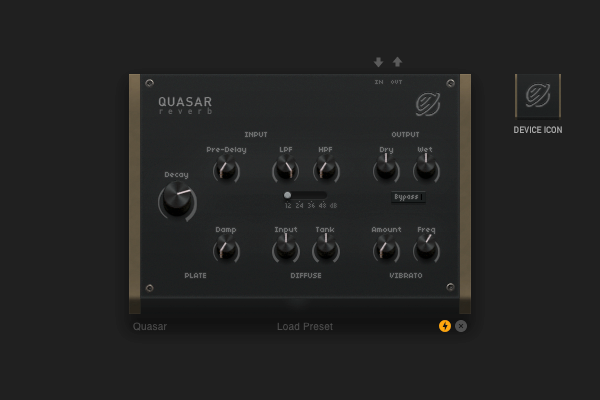 IN OUT
QUASAR
reverb
INPUT
OUTPUT
Pre-Delay LPF HPF Dry Wet
DEVICE ICON
Decay
Bypass
12 24 36 48 60
Damp Input Tank Amount Freq
PLATE DIFFUSE VIBRATO
Quasar Load Preset